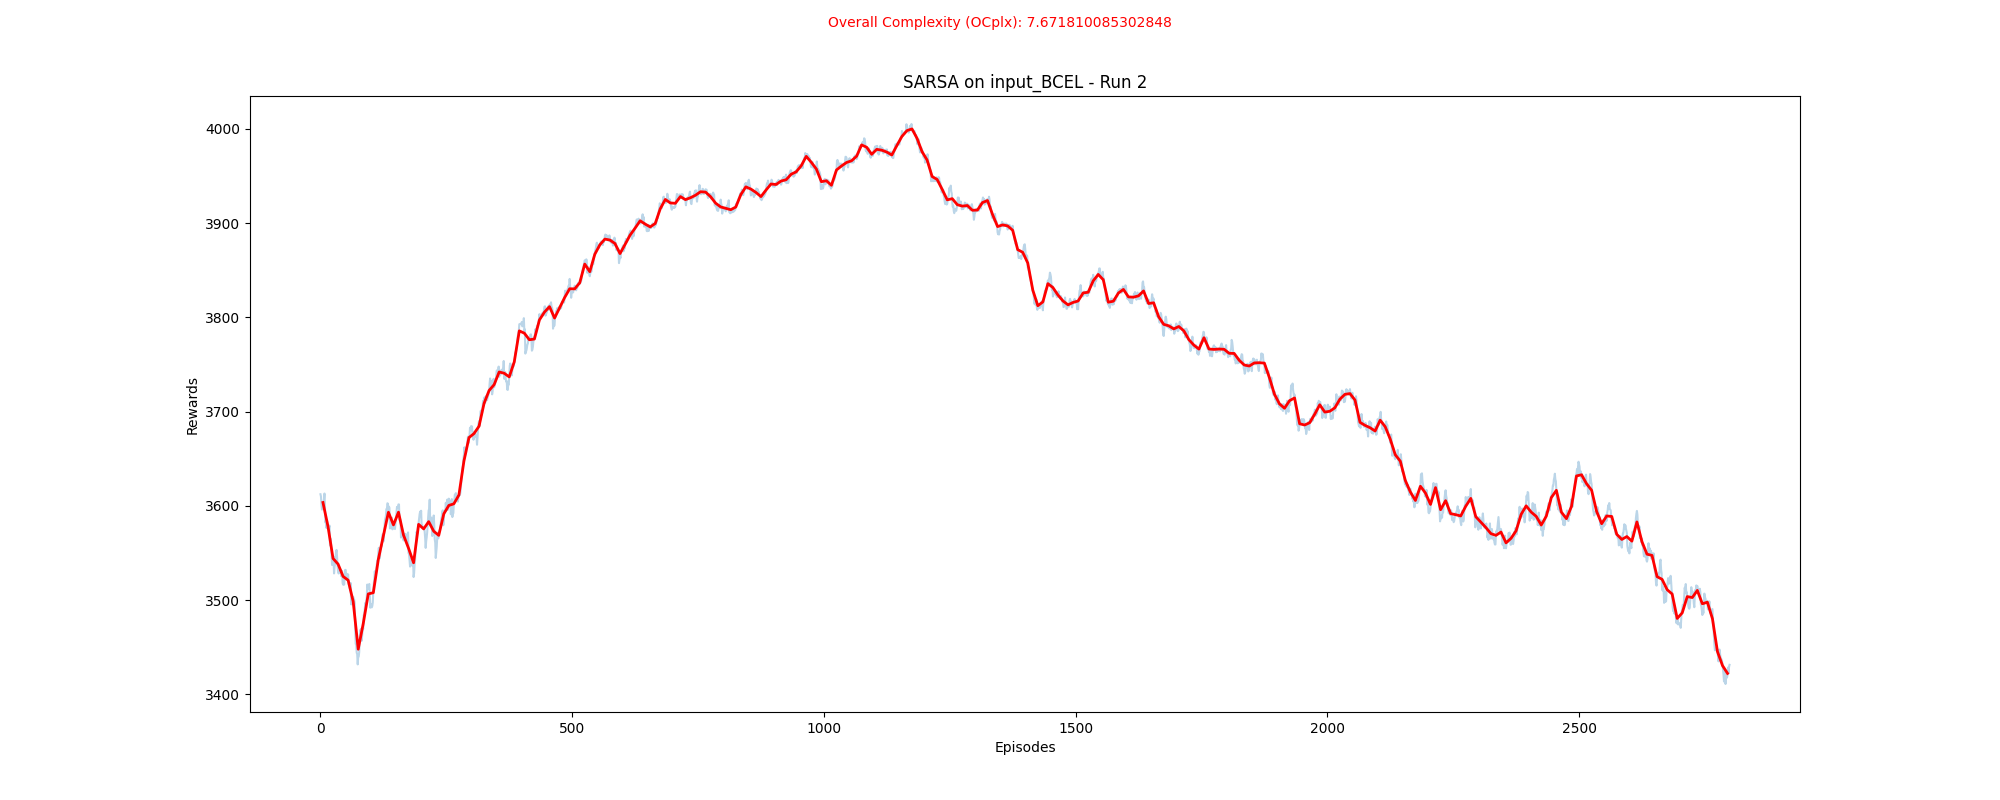 Overall Complexity (OCplx): 7.671810085302848
SARSA on input_BCEL - Run 2
Rewards
4000
3900
3800
3700
3600
3500
3400
0 500 1000 1500 2000 2500
Episodes